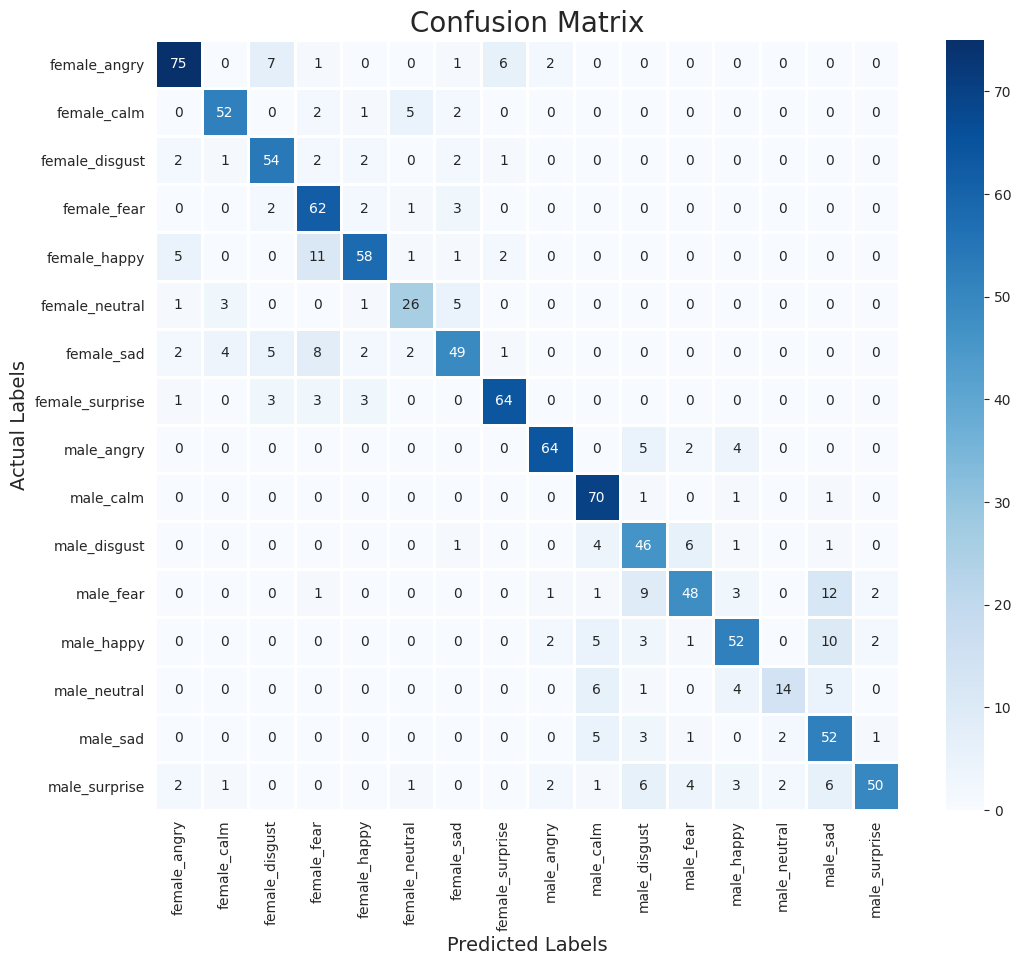 Confusion Matrix
Actual Labels
female_angry 75 0 7 1 0 0 1 6 2 0 0 0 0 0 0 0
female_calm 0 52 0 2 1 5 2 0 0 0 0 0 0 0 0 0
female_disgust 2 1 54 2 2 0 2 1 0 0 0 0 0 0 0 0
female_fear 0 0 2 62 2 1 3 0 0 0 0 0 0 0 0 0
female_happy 5 0 0 11 58 1 1 2 0 0 0 0 0 0 0 0
female_neutral 1 3 0 0 1 26 5 0 0 0 0 0 0 0 0 0
female_sad 2 4 5 8 2 2 49 1 0 0 0 0 0 0 0 0
female_surprise 1 0 3 3 3 0 0 64 0 0 0 0 0 0 0 0
male_angry 0 0 0 0 0 0 0 0 64 0 5 2 4 0 0 0
male_calm 0 0 0 0 0 0 0 0 0 70 1 0 1 0 1 0
male_disgust 0 0 0 0 0 0 1 0 0 4 46 6 1 0 1 0
male_fear 0 0 0 1 0 0 0 0 1 1 9 48 3 0 12 2
male_happy 0 0 0 0 0 0 0 0 2 5 3 1 52 0 10 2
male_neutral 0 0 0 0 0 0 0 0 0 6 1 0 4 14 5 0
male_sad 0 0 0 0 0 0 0 0 0 5 3 1 0 2 52 1
male_surprise 2 1 0 0 0 1 0 0 2 1 6 4 3 2 6 50
female_angry
female_calm
female_disgust
female_fear
female_happy
female_neutral
female_sad
female_surprise
male_angry
male_calm
male_disgust
male_fear
male_happy
male_neutral
male_sad
male_surprise
Predicted Labels
70
60
50
40
30
20
10
0